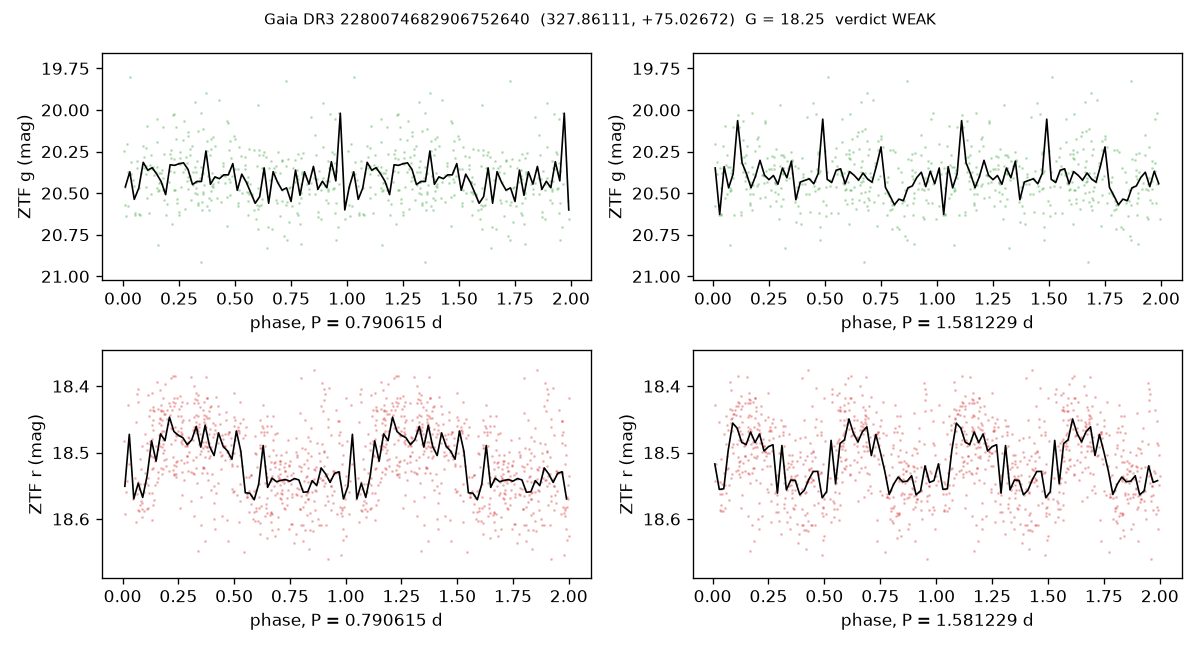 Gaia DR3 2280074682906752640 (327.86111, +75.02672) G = 18.25 verdict WEAK
ZTF g (mag)
19.75
20.00
20.25
20.50
20.75
21.00
0.00 0.25 0.50 0.75 1.00 1.25 1.50 1.75 2.00
phase, P = 0.790615 d
ZTF g (mag)
19.75
20.00
20.25
20.50
20.75
21.00
0.00 0.25 0.50 0.75 1.00 1.25 1.50 1.75 2.00
phase, P = 1.581229 d
ZTF r (mag)
18.4
18.5
18.6
0.00 0.25 0.50 0.75 1.00 1.25 1.50 1.75 2.00
phase, P = 0.790615 d
ZTF r (mag)
18.4
18.5
18.6
0.00 0.25 0.50 0.75 1.00 1.25 1.50 1.75 2.00
phase, P = 1.581229 d